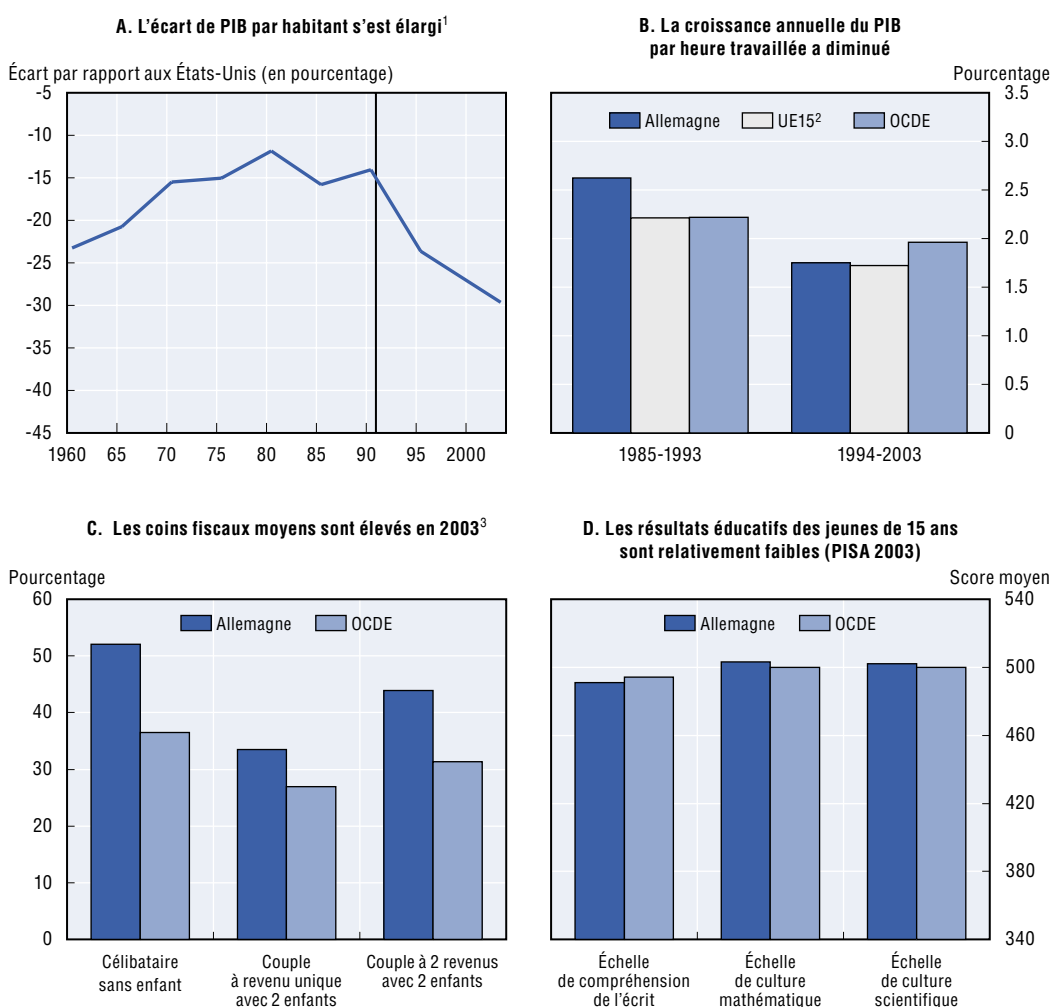 A. L'écart de PIB par habitant s'est élargi1
Écart par rapport aux États-Unis (en pourcentage)
-5
-10
-15
-20
-25
-30
-35
-40
-45
1960 65 70 75 80 85 90 95 2000
B. La croissance annuelle du PIB
par heure travaillée a diminué
Pourcentage
Allemagne UE152 OCDE
3.5
3.0
2.5
2.0
1.5
1.0
0.5
0
1985-1993 1994-2003
C. Les coins fiscaux moyens sont élevés en 20033
Pourcentage
Allemagne OCDE
60
50
40
30
20
10
0
Célibataire
sans enfant
Couple
à revenu unique
avec 2 enfants
Couple à 2 revenus
avec 2 enfants
D. Les résultats éducatifs des jeunes de 15 ans
sont relativement faibles (PISA 2003)
Score moyen
Allemagne OCDE
540
500
460
420
380
340
Échelle
de compréhension
de l'écrit
Échelle
de culture
mathématique
Échelle
de culture
scientifique